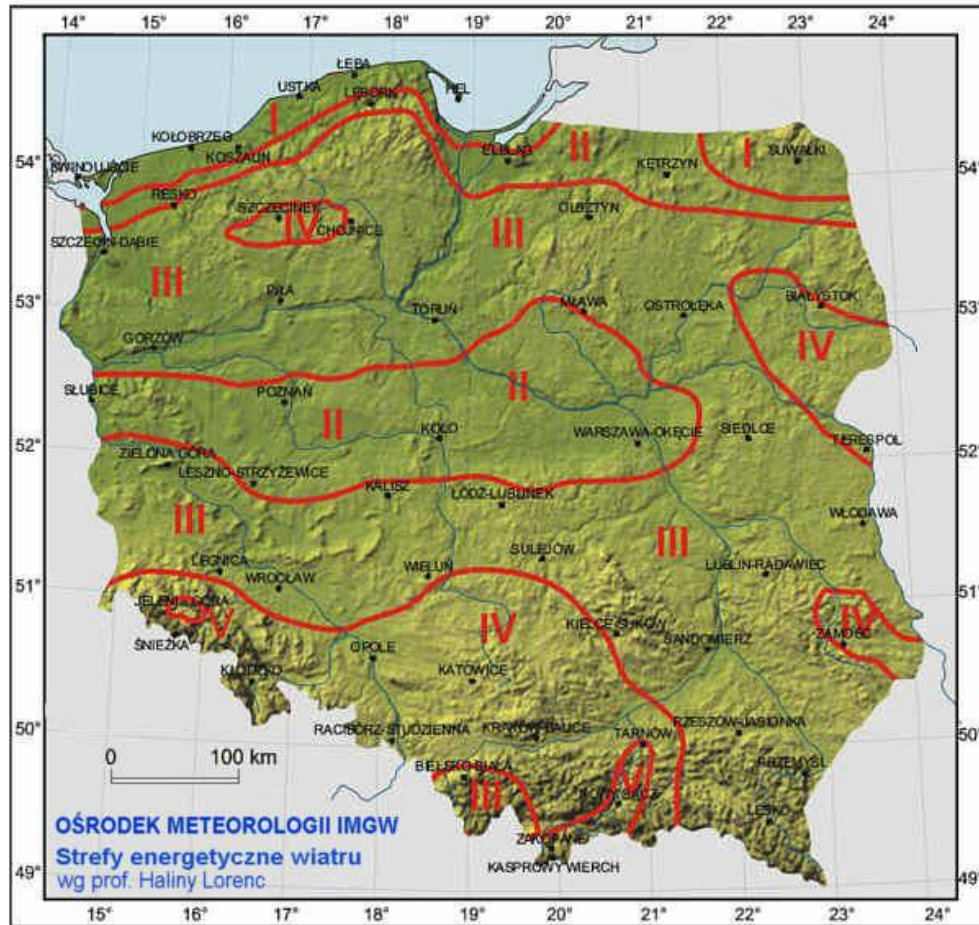 14° 15° 16° 17° 18° 19° 20° 21° 22° 23° 24°
ŁEBA
USTKA
LĘBORK
HEL
I
KOŁOBRZEG
KOSZALIN
ELBLĄG
II
I
SUWAŁKI
54°
54°
ŚWINOUJŚCIE
KĘTRZYN
RESKO
SZCZECINEK
IV
CHOJNICE
OLSZTYN
III
SZCZECIN-DĄBIE
III
PIŁA
53°
53°
TORUŃ
MŁAWA
OSTROŁĘKA
BIAŁYSTOK
GORZÓW
IV
SŁUBICE
POZNAŃ
II
II
KOŁO
WARSZAWA-OKĘCIE
SIEDLCE
TERESPOL
52°
52°
ZIELONA GÓRA
LESZNO-STRZYŻEWICE
KALISZ
ŁÓDŹ-LUBLINEK
III
WŁODAWA
III
SULEJÓW
LEGNICA
WIELUŃ
LUBLIN-RADAWIEC
51°
51°
WROCŁAW
JELENIA GÓRA
V
IV
KIELCE-SUKÓW
IV
ZAMOŚĆ
ŚNIEŻKA
SANDOMIERZ
OPOLE
KŁODZKO
KATOWICE
50°
50°
RACIBÓRZ-STUDZIENNA
KRAKÓW-BALICE
TARNÓW
RZESZÓW-JASIONKA
0 100 km
BIELSKO-BIAŁA
V
PRZEMYŚL
III
NOWY SĄCZ
LESKO
OŚRODEK METEOROLOGII IMGW
ZAKOPANE
Strefy energetyczne wiatru
KASPROWY WIERCH
wg prof. Haliny Lorenc
49°
49°
15° 16° 17° 18° 19° 20° 21° 22° 23°